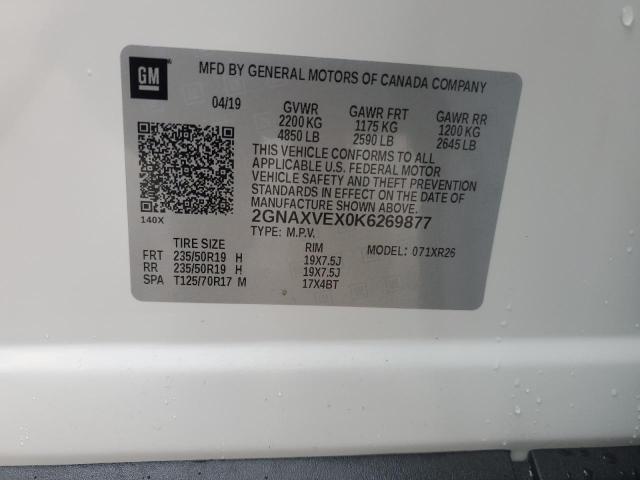 GM
MFD BY GENERAL MOTORS OF CANADA COMPANY
04/19 GVWR GAWR FRT GAWR RR
2200 KG 1175 KG 1200 KG
4850 LB 2590 LB 2645 LB
THIS VEHICLE CONFORMS TO ALL
APPLICABLE U.S. FEDERAL MOTOR
VEHICLE SAFETY AND THEFT PREVENTION
STANDARDS IN EFFECT ON THE DATE OF
MANUFACTURE SHOWN ABOVE.
140X 2GNAXVEX0K6269877
TYPE: M.P.V.
TIRE SIZE RIM MODEL: 071XR26
FRT 235/50R19 H 19X7.5J
RR 235/50R19 H 19X7.5J
SPA T125/70R17 M 17X4BT